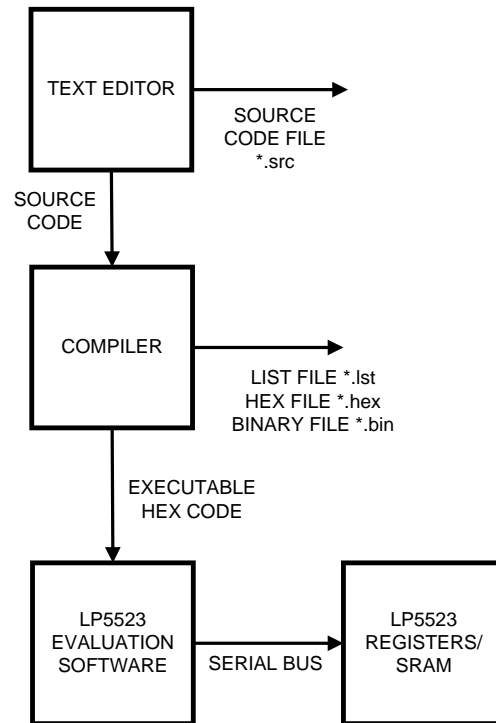 TEXT EDITOR
SOURCE
CODE FILE
*.src
SOURCE
CODE
COMPILER
LIST FILE *.lst
HEX FILE *.hex
BINARY FILE *.bin
EXECUTABLE
HEX CODE
LP5523
EVALUATION
SOFTWARE
SERIAL BUS
LP5523
REGISTERS/
SRAM